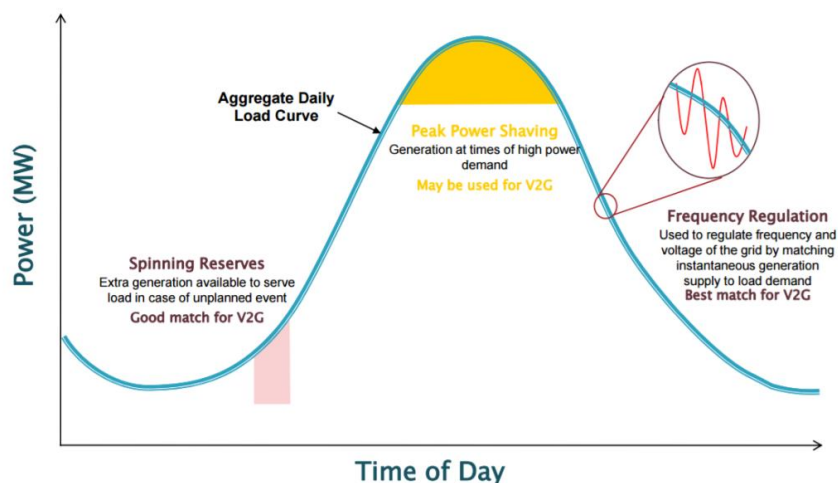 Aggregate Daily
Load Curve
Peak Power Shaving
Generation at times of high power
demand
May be used for V2G
Spinning Reserves
Extra generation available to serve
load in case of unplanned event
Good match for V2G
Frequency Regulation
Used to regulate frequency and
voltage of the grid by matching
instantaneous generation
supply to load demand
Best match for V2G
Power (MW)
Time of Day